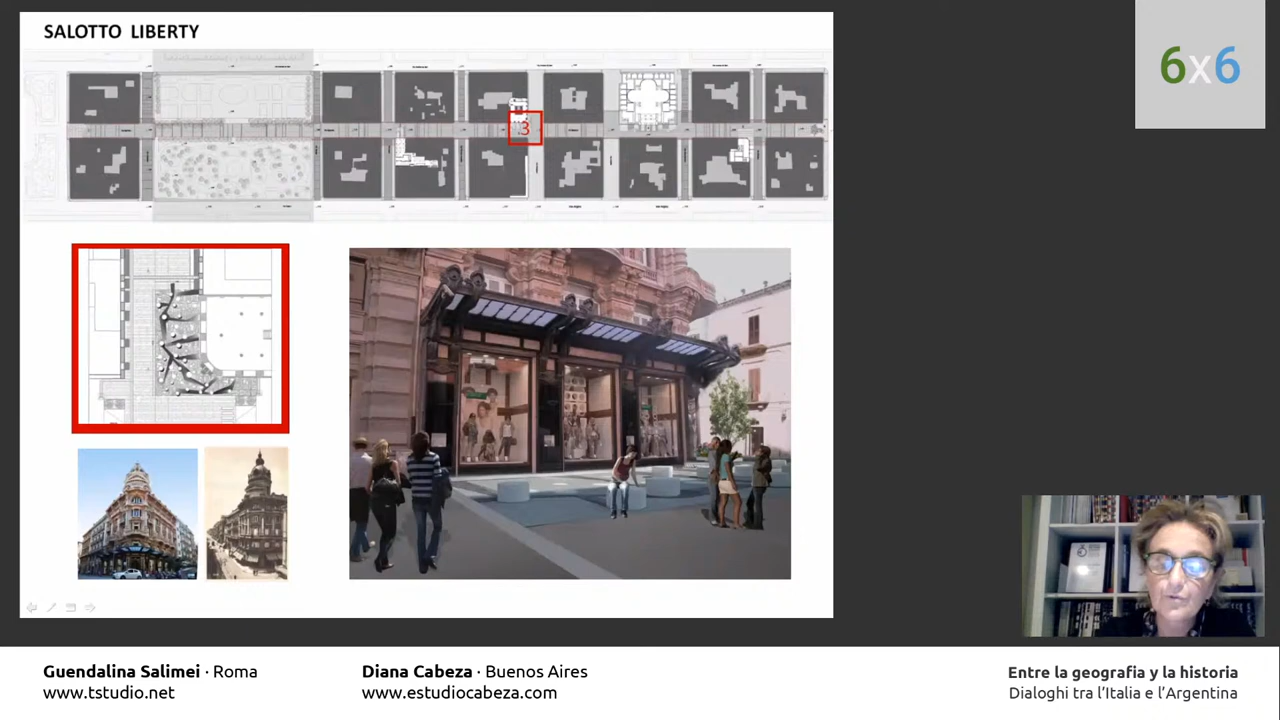 SALOTTO LIBERTY
6x6
3
Guendalina Salimei · Roma
www.tstudio.net
Diana Cabeza · Buenos Aires
www.estudiocabeza.com
Entre la geografia y la historia
Dialoghi tra l'Italia e l'Argentina